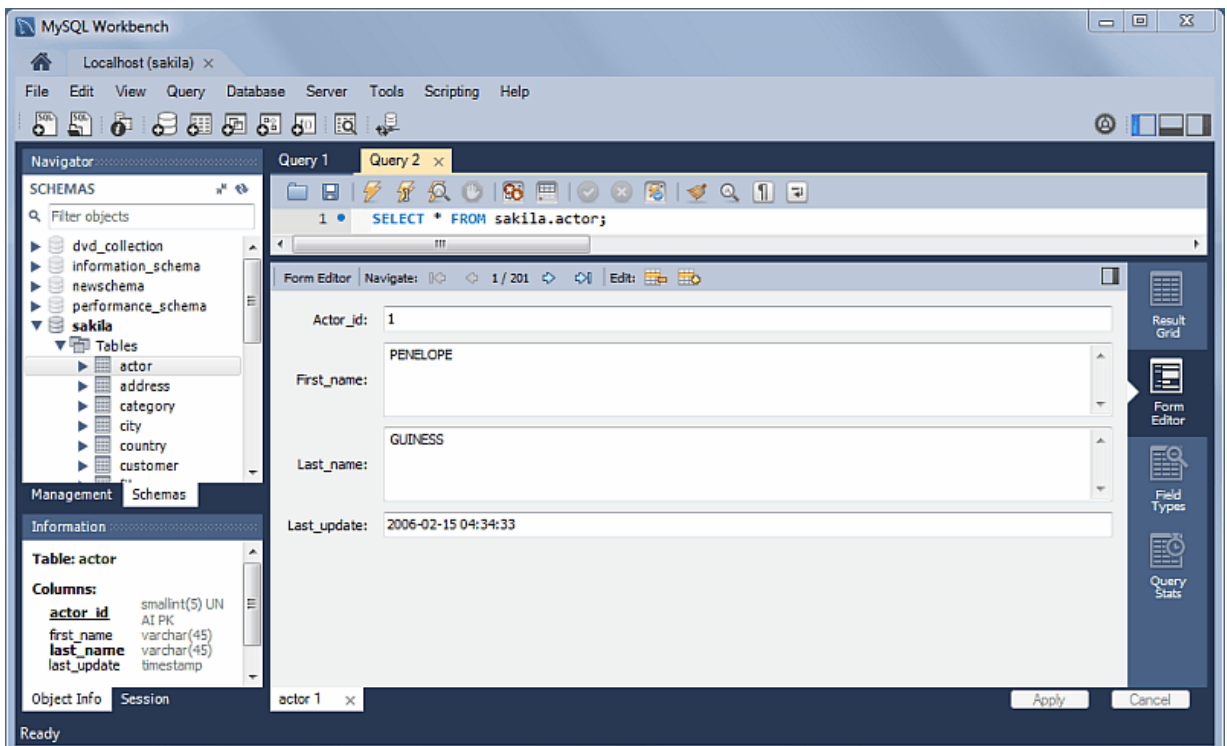 MySQL Workbench
Localhost (sakila)
File Edit View Query Database Server Tools Scripting Help
Navigator
SCHEMAS
Filter objects
dvd_collection
information_schema
newschema
performance_schema
sakila
Tables
actor
address
category
city
country
customer
Management Schemas
Information
Table: actor
Columns:
actor_id smallint(5) UN
AI PK
first_name varchar(45)
last_name varchar(45)
last_update timestamp
Object Info Session
Query 1 Query 2
1 SELECT * FROM sakila.actor;
Form Editor Navigate: 1 / 201 Edit:
Actor_id: 1
First_name: PENELOPE
Last_name: GUINESS
Last_update: 2006-02-15 04:34:33
Result
Grid
Form
Editor
Field
Types
Query
Stats
actor 1
Apply Cancel
Ready